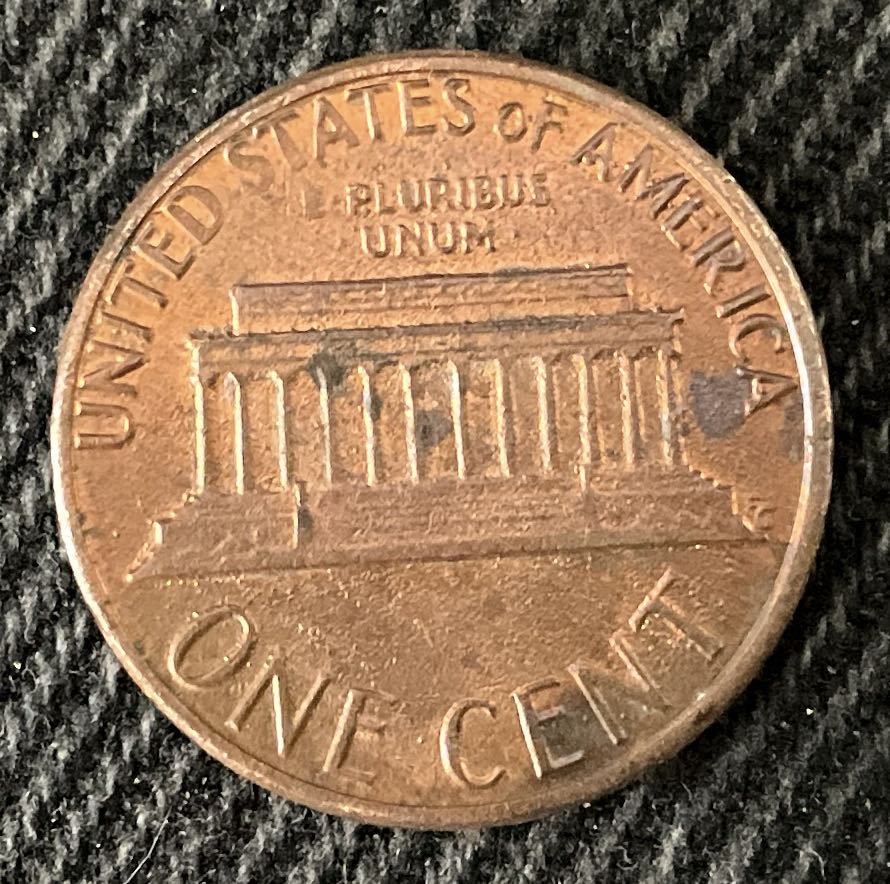 UNITED STATES OF AMERICA
E PLURIBUS
UNUM
ONE CENT